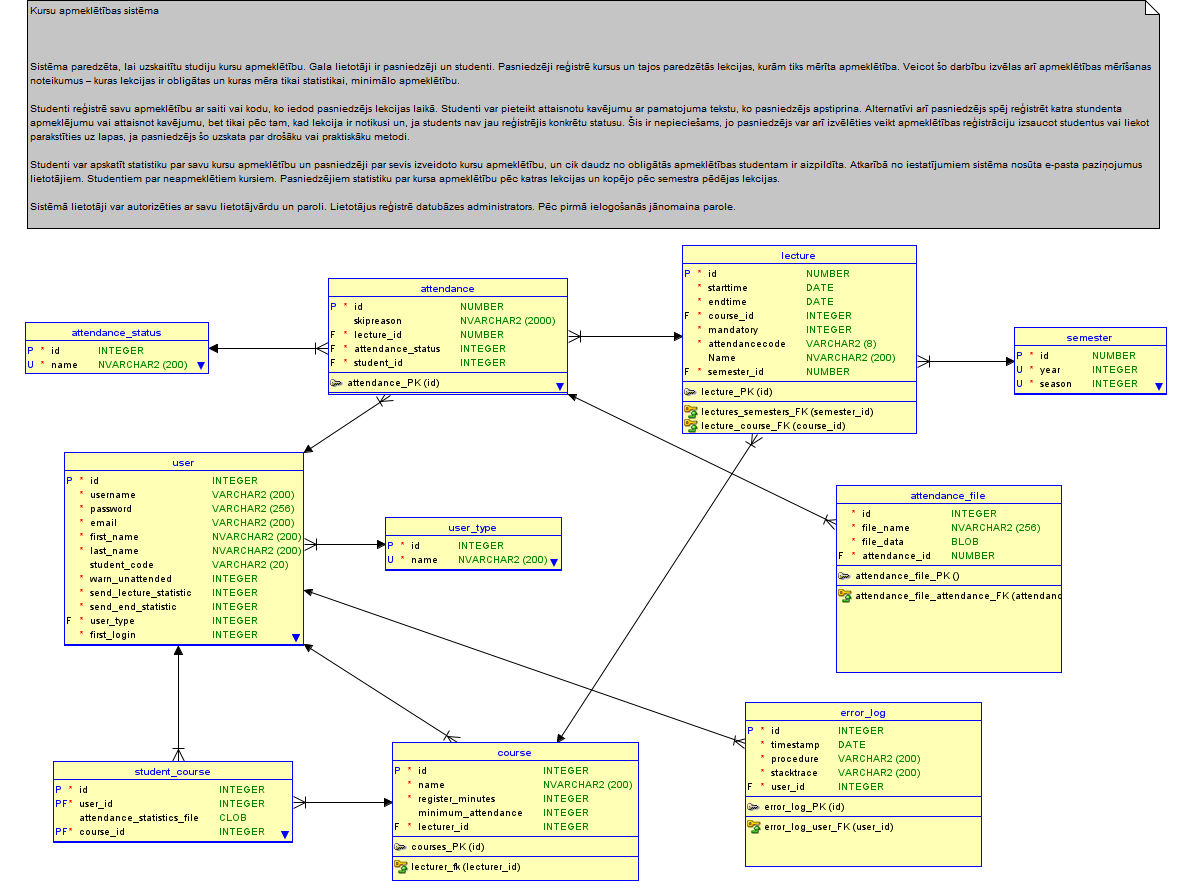 Kursu apmeklētības sistēma
Sistēma paredzēta, lai uzskaitītu studiju kursu apmeklētību. Gala lietotāji ir pasniedzēji un studenti. Pasniedzēji reģistrē kursus un tajos paredzētās lekcijas, kurām tiks mērīta apmeklētība. Veicot šo darbību izvēlas arī apmeklētības mērīšanas
noteikumus – kuras lekcijas ir obligātas un kuras mēra tikai statistikai, minimālo apmeklētību.
Studenti reģistrē savu apmeklētību ar saiti vai kodu, ko iedod pasniedzējs lekcijas laikā. Studenti var pieteikt attaisnotu kavējumu ar pamatojuma tekstu, ko pasniedzējs apstiprina. Alternatīvi arī pasniedzējs spēj reģistrēt katra stundenta
apmeklējumu vai attaisnot kavējumu, bet tikai pēc tam, kad lekcija ir notikusi un, ja students nav jau reģistrējis konkrētu statusu. Šis ir nepieciešams, jo pasniedzējs var arī izvēlēties veikt apmeklētības reģistrāciju izsaucot studentus vai liekot
parakstīties uz lapas, ja pasniedzējs šo uzskata par drošāku vai praktiskāku metodi.
Studenti var apskatīt statistiku par savu kursu apmeklētību un pasniedzēji par sevis izveidoto kursu apmeklētību, un cik daudz no obligātās apmeklētības studentam ir aizpildīta. Atkarībā no iestatījumiem sistēma nosūta e-pasta paziņojumus
lietotājiem. Studentiem par neapmeklētiem kursiem. Pasniedzējiem statistiku par kursa apmeklētību pēc katras lekcijas un kopējo pēc semestra pēdējas lekcijas.
Sistēmā lietotāji var autorizēties ar savu lietotājvārdu un paroli. Lietotājus reģistrē datubāzes administrators. Pēc pirmā ielogošanās jānomaina parole.
attendance_status
P * id INTEGER
U * name NVARCHAR2 (200)
attendance
P * id NUMBER
skipreason NVARCHAR2 (2000)
F * lecture_id NUMBER
F * attendance_status INTEGER
F * student_id INTEGER
attendance_PK (id)
lecture
P * id NUMBER
* starttime DATE
* endtime DATE
F * course_id INTEGER
* mandatory INTEGER
* attendancecode VARCHAR2 (8)
Name NVARCHAR2 (200)
F * semester_id NUMBER
lecture_PK (id)
lectures_semesters_FK (semester_id)
lecture_course_FK (course_id)
semester
P * id NUMBER
U * year INTEGER
U * season INTEGER
user
P * id INTEGER
* username VARCHAR2 (200)
* password VARCHAR2 (256)
* email VARCHAR2 (200)
* first_name NVARCHAR2 (200)
* last_name NVARCHAR2 (200)
student_code VARCHAR2 (20)
* warn_unattended INTEGER
* send_lecture_statistic INTEGER
* send_end_statistic INTEGER
F * user_type INTEGER
* first_login INTEGER
user_type
P * id INTEGER
U * name NVARCHAR2 (200)
attendance_file
* id INTEGER
* file_name NVARCHAR2 (256)
* file_data BLOB
F * attendance_id NUMBER
attendance_file_PK ()
attendance_file_attendance_FK (attendanc
error_log
P * id INTEGER
* timestamp DATE
* procedure VARCHAR2 (200)
* stacktrace VARCHAR2 (200)
F * user_id INTEGER
error_log_PK (id)
error_log_user_FK (user_id)
student_course
P * id INTEGER
PF* user_id INTEGER
attendance_statistics_file CLOB
PF* course_id INTEGER
course
P * id INTEGER
* name NVARCHAR2 (200)
* register_minutes INTEGER
minimum_attendance INTEGER
F * lecturer_id INTEGER
courses_PK (id)
lecturer_fk (lecturer_id)